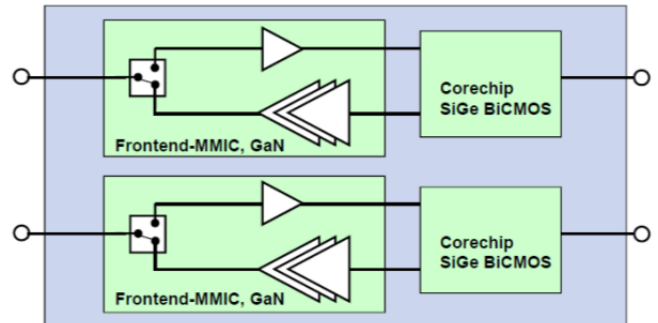 Corechip
SiGe BiCMOS
Frontend-MMIC, GaN
Corechip
SiGe BiCMOS
Frontend-MMIC, GaN